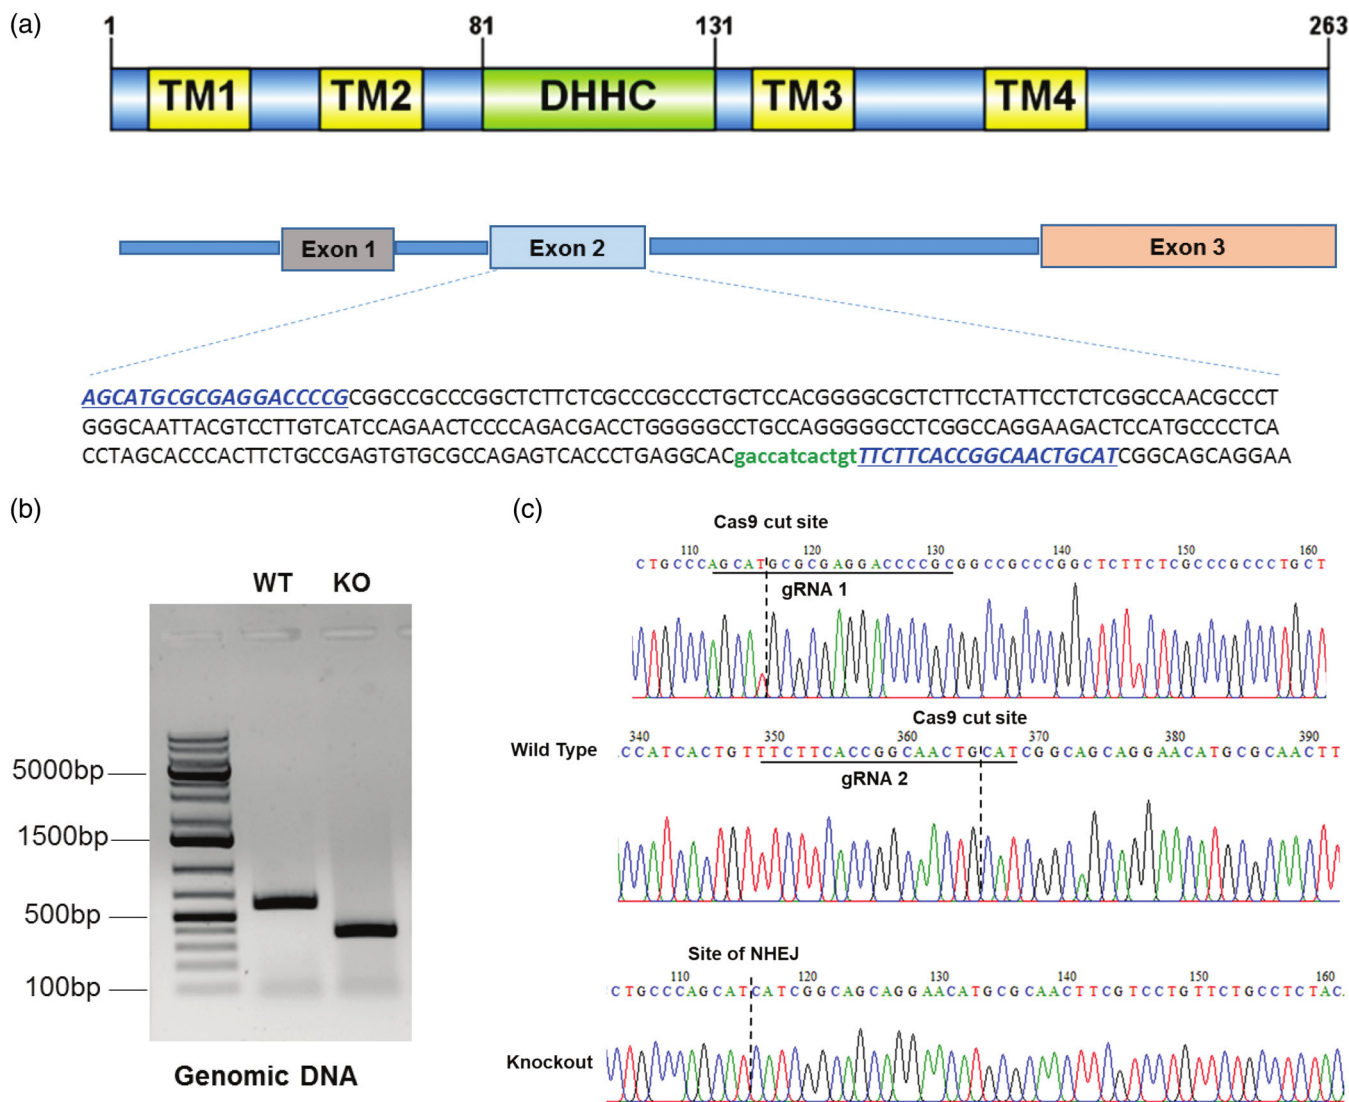 (a)
1 81 131 263
TM1 TM2 DHHC TM3 TM4
Exon 1 Exon 2 Exon 3
AGCATGCGCGAGGACCCCGCGGCCGCCCGGCTCTTCTCGCCCGCCCTGCTCCACGGGGCGCTCTTCCTATTCCTCTCGGCCAACGCCCT
GGGCAATTACGTCCTTGTCATCCAGAACTCCCCAGACGACCTGGGGGCCTGCCAGGGGGCCTCGGCCAGGAAGACTCCATGCCCCTCA
CCTAGCACCCACTTCTGCCGAGTGTGCGCCAGAGTCACCCTGAGGCACgaccatcactgtTTCTTCACCGGCAACTGCATCGGCAGCAGGAA
(b)
WT KO
5000bp
1500bp
500bp
100bp
Genomic DNA
(c)
Cas9 cut site
110 120 130 140 150 160
CTGCCCAGCATGCGCGAGGACCCCGCGGCCGCCCGGCTCTTCTCGCCCGCCCTGCT
gRNA 1
Cas9 cut site
340 350 360 370 380 390
Wild Type CCATCACTGTTTCTTCACCGGCAACTGCATCGGCAGCAGGAACATGCGCAACTT
gRNA 2
Site of NHEJ
110 120 130 140 150 160
CTGCCCAGCATCATCGGCAGCAGGAACATGCGCAACTTCGTCCTGTTCTGCCTCTAC
Knockout